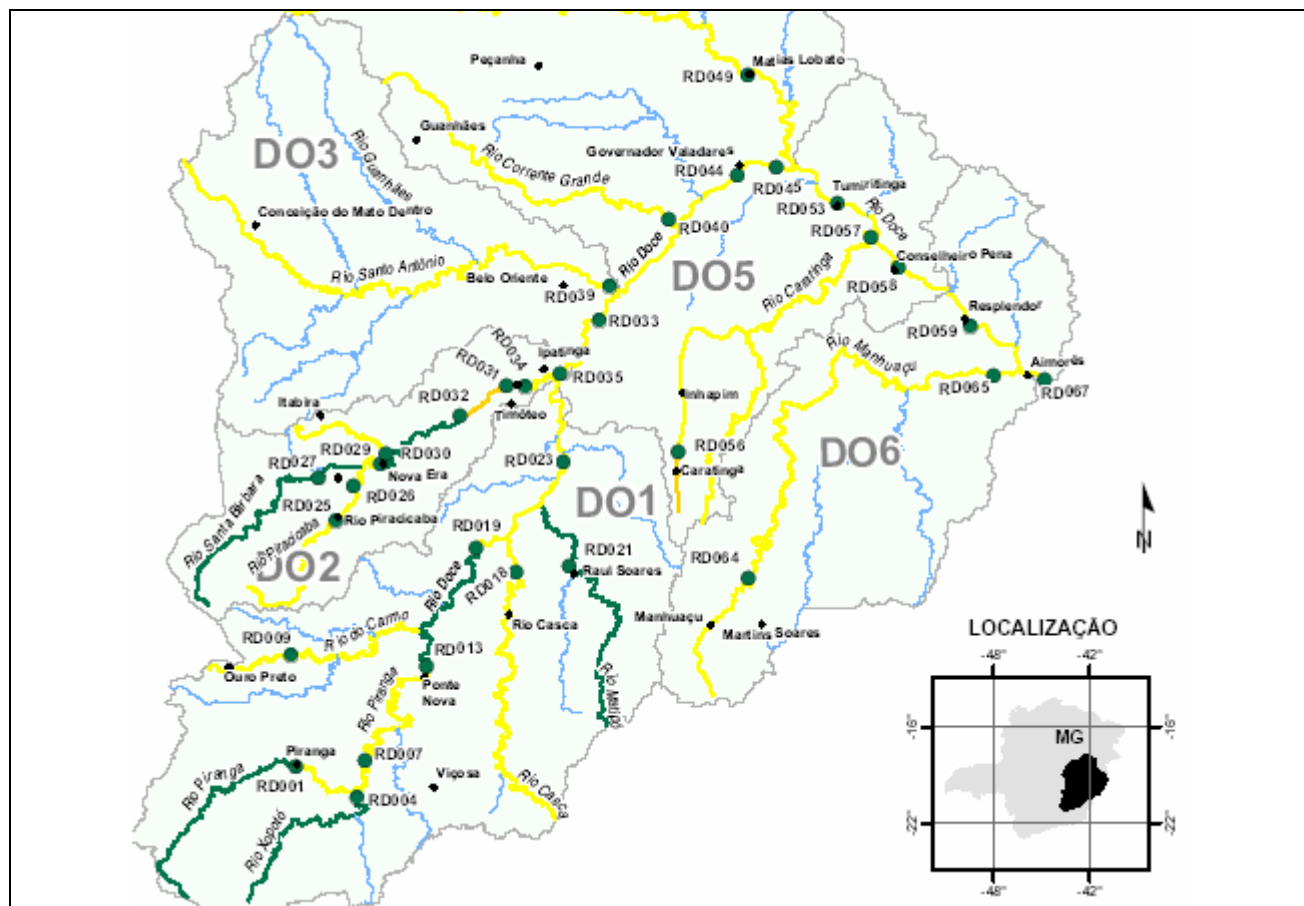 Peçanha
RD049
Matias Lobato
Guanhães
DO3
Rio Guanhães
Rio Corrente Grande
Governador Valadares
RD044
RD045
Tumiritinga
RD053
Rio Doce
RD057
Conceição do Mato Dentro
RD040
Rio Doce
Conselheiro Pena
RD058
Rio Santo Antônio
Belo Oriente
RD039
DO5
Rio Caratinga
Resplendor
RD059
RD033
Rio Manhuaçu
Aimorés
RD065
RD067
Ipatinga
RD034
RD031
RD035
Timóteo
Inhapim
Itabira
RD032
RD029
RD030
RD027
Nova Era
RD023
RD056
Caratinga
DO6
RD025
RD026
Rio Santa Bárbara
Rio Piracicaba
Rio Piracicaba
DO2
DO1
RD019
RD021
Raul Soares
RD018
Rio Doce
RD064
Rio Casca
Manhuaçu
Martins Soares
Rio do Carmo
RD009
Ouro Preto
RD013
Ponte
Nova
Rio Matipó
Rio Piranga
Piranga
RD007
Rio Piranga
RD001
RD004
Viçosa
Rio Xopotó
Rio Casca
N
LOCALIZAÇÃO
-48°
-42°
-16°
-16°
MG
-22°
-22°
-48°
-42°